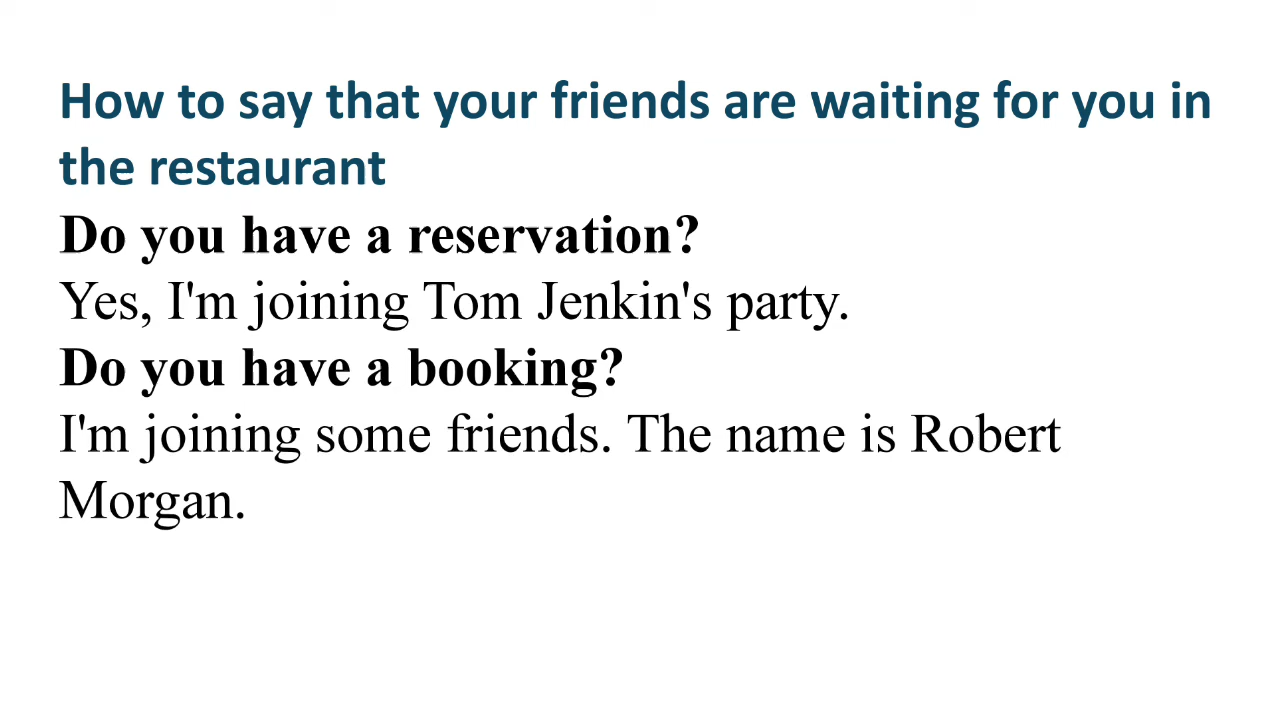 How to say that your friends are waiting for you in
the restaurant
Do you have a reservation?
Yes, I'm joining Tom Jenkin's party.
Do you have a booking?
I'm joining some friends. The name is Robert
Morgan.